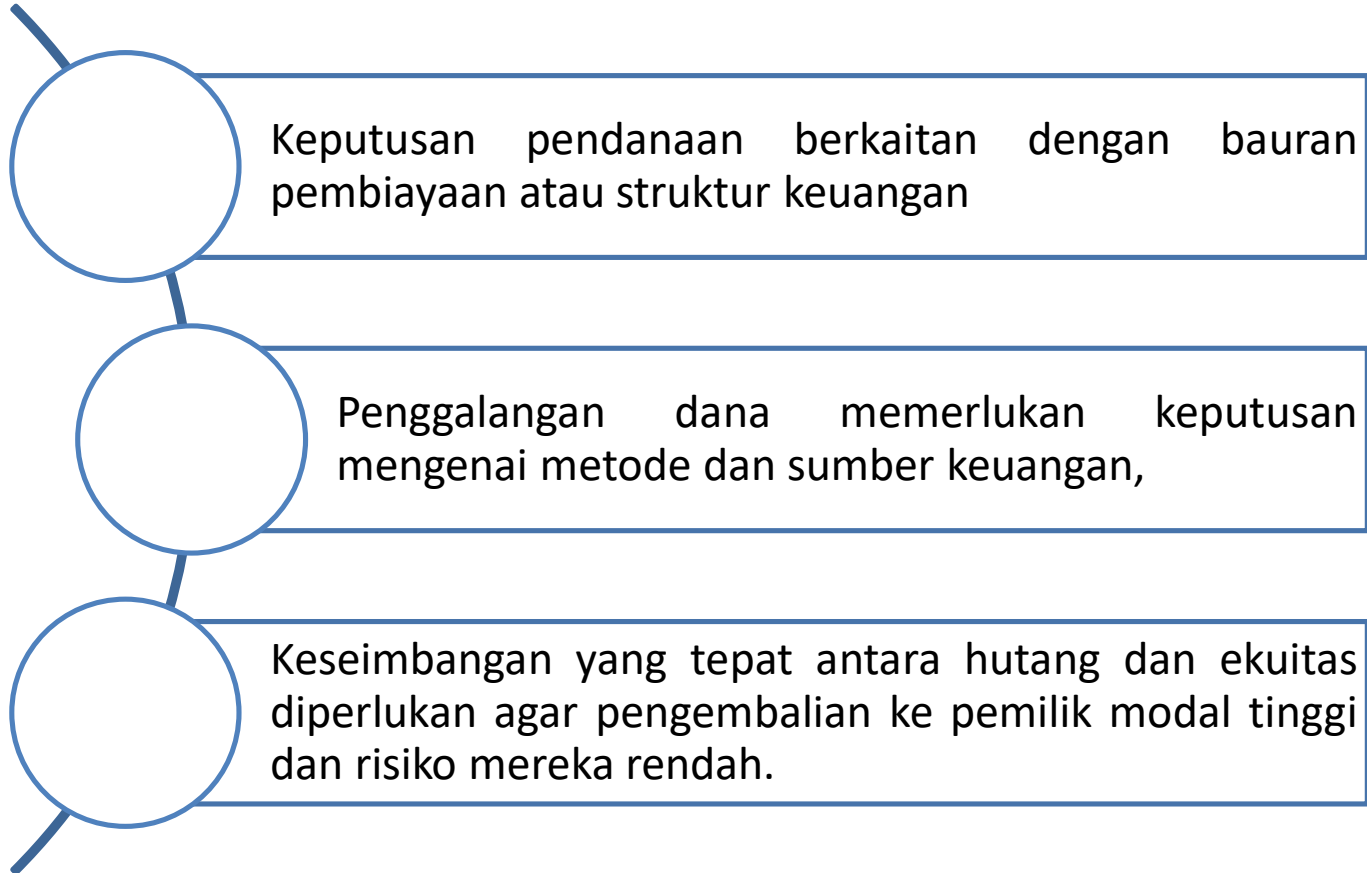 Keputusan pendanaan berkaitan dengan bauran
pembiayaan atau struktur keuangan
Penggalangan dana memerlukan keputusan
mengenai metode dan sumber keuangan,
Keseimbangan yang tepat antara hutang dan ekuitas
diperlukan agar pengembalian ke pemilik modal tinggi
dan risiko mereka rendah.